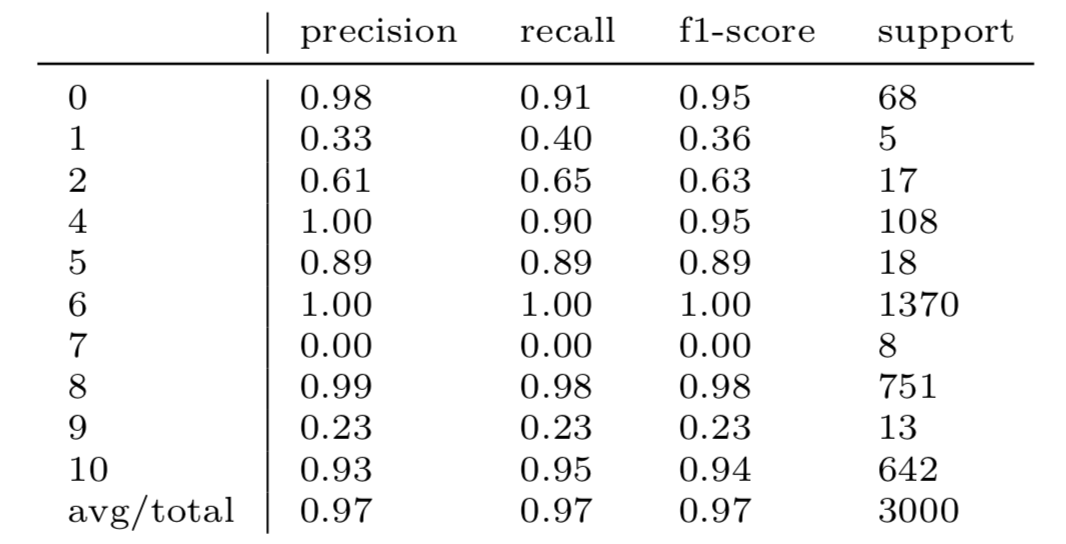 precision recall f1-score support
0 0.98 0.91 0.95 68
1 0.33 0.40 0.36 5
2 0.61 0.65 0.63 17
4 1.00 0.90 0.95 108
5 0.89 0.89 0.89 18
6 1.00 1.00 1.00 1370
7 0.00 0.00 0.00 8
8 0.99 0.98 0.98 751
9 0.23 0.23 0.23 13
10 0.93 0.95 0.94 642
avg/total 0.97 0.97 0.97 3000